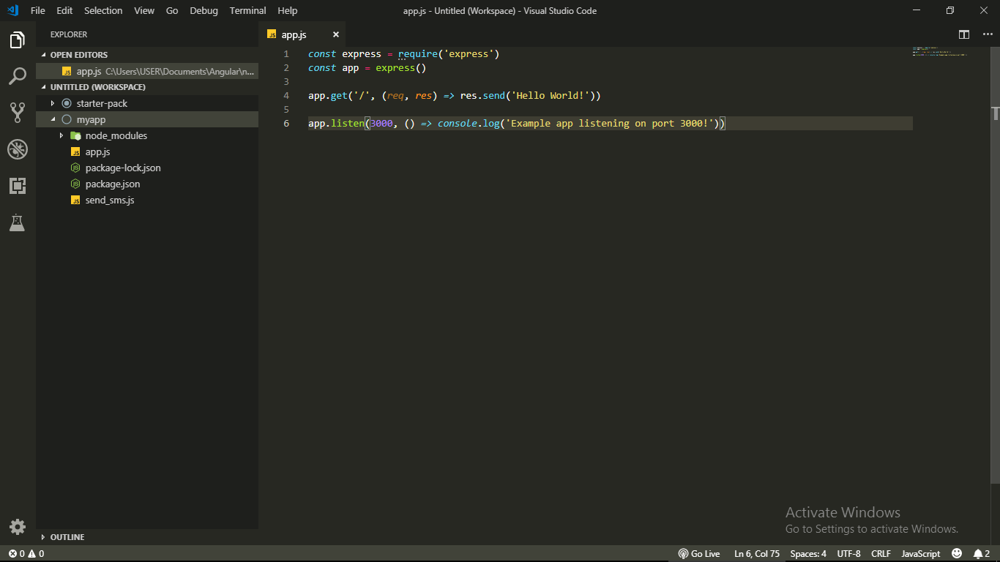 File Edit Selection View Go Debug Terminal Help
app.js - Untitled (Workspace) - Visual Studio Code
EXPLORER
OPEN EDITORS
app.js C:\Users\USER\Documents\Angular\n...
UNTITLED (WORKSPACE)
starter-pack
myapp
node_modules
app.js
package-lock.json
package.json
send_sms.js
OUTLINE
app.js
1 const express = require('express')
2 const app = express()
3
4 app.get('/', (req, res) => res.send('Hello World!'))
5
6 app.listen(3000, () => console.log('Example app listening on port 3000!'))
Activate Windows
Go to Settings to activate Windows.
0 0 Go Live Ln 6, Col 75 Spaces: 4 UTF-8 CRLF JavaScript 2